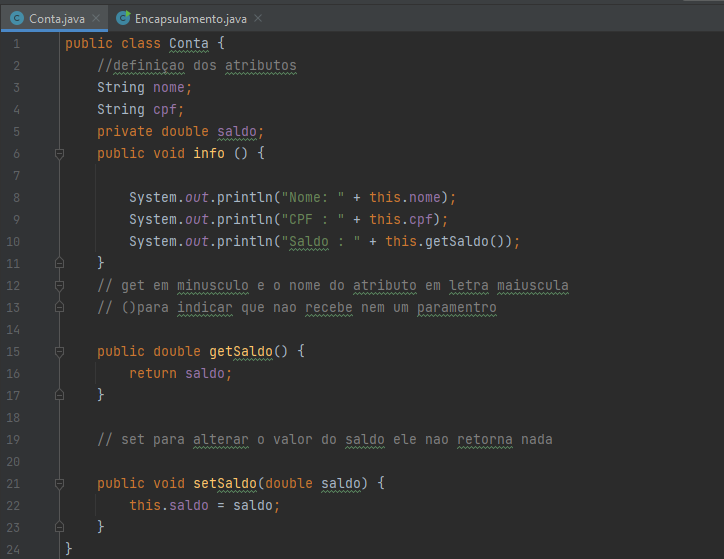 Conta.java Encapsulamento.java
1 public class Conta {
2 //definiçao dos atributos
3 String nome;
4 String cpf;
5 private double saldo;
6 public void info () {
7
8 System.out.println("Nome: " + this.nome);
9 System.out.println("CPF : " + this.cpf);
10 System.out.println("Saldo : " + this.getSaldo());
11 }
12 // get em minusculo e o nome do atributo em letra maiuscula
13 // ()para indicar que nao recebe nem um paramentro
14
15 public double getSaldo() {
16 return saldo;
17 }
18
19 // set para alterar o valor do saldo ele nao retorna nada
20
21 public void setSaldo(double saldo) {
22 this.saldo = saldo;
23 }
24 }